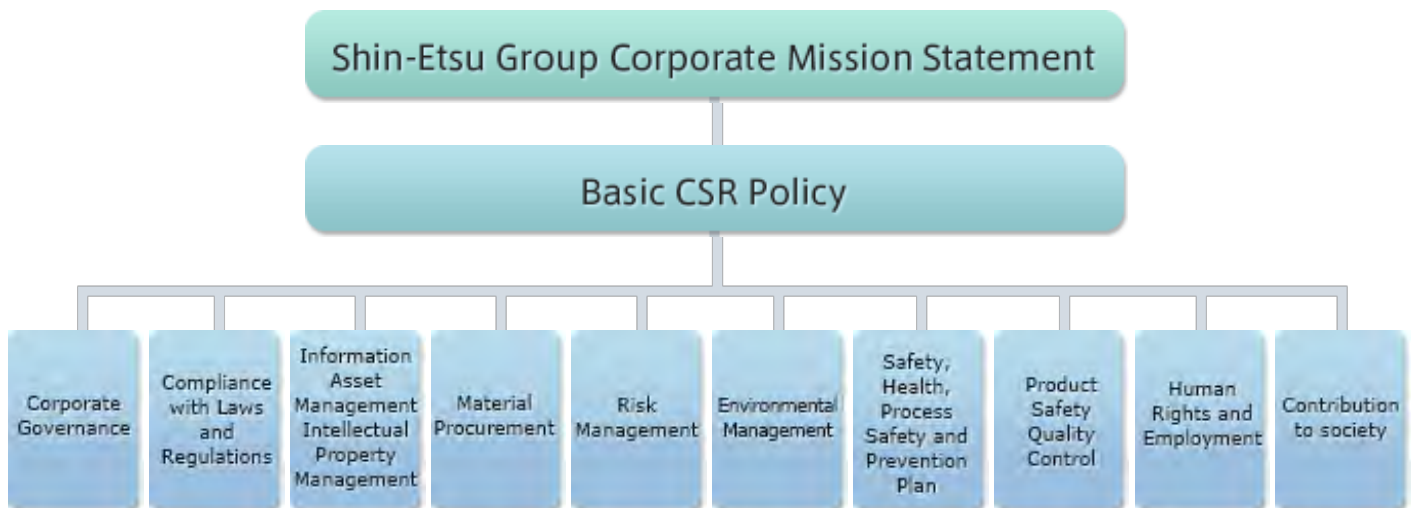 Shin-Etsu Group Corporate Mission Statement
Basic CSR Policy
Corporate
Governance
Compliance
with Laws
and
Regulations
Information
Asset
Management
Intellectual
Property
Management
Material
Procurement
Risk
Management
Environmental
Management
Safety,
Health,
Process
Safety and
Prevention
Plan
Product
Safety
Quality
Control
Human
Rights and
Employment
Contribution
to society